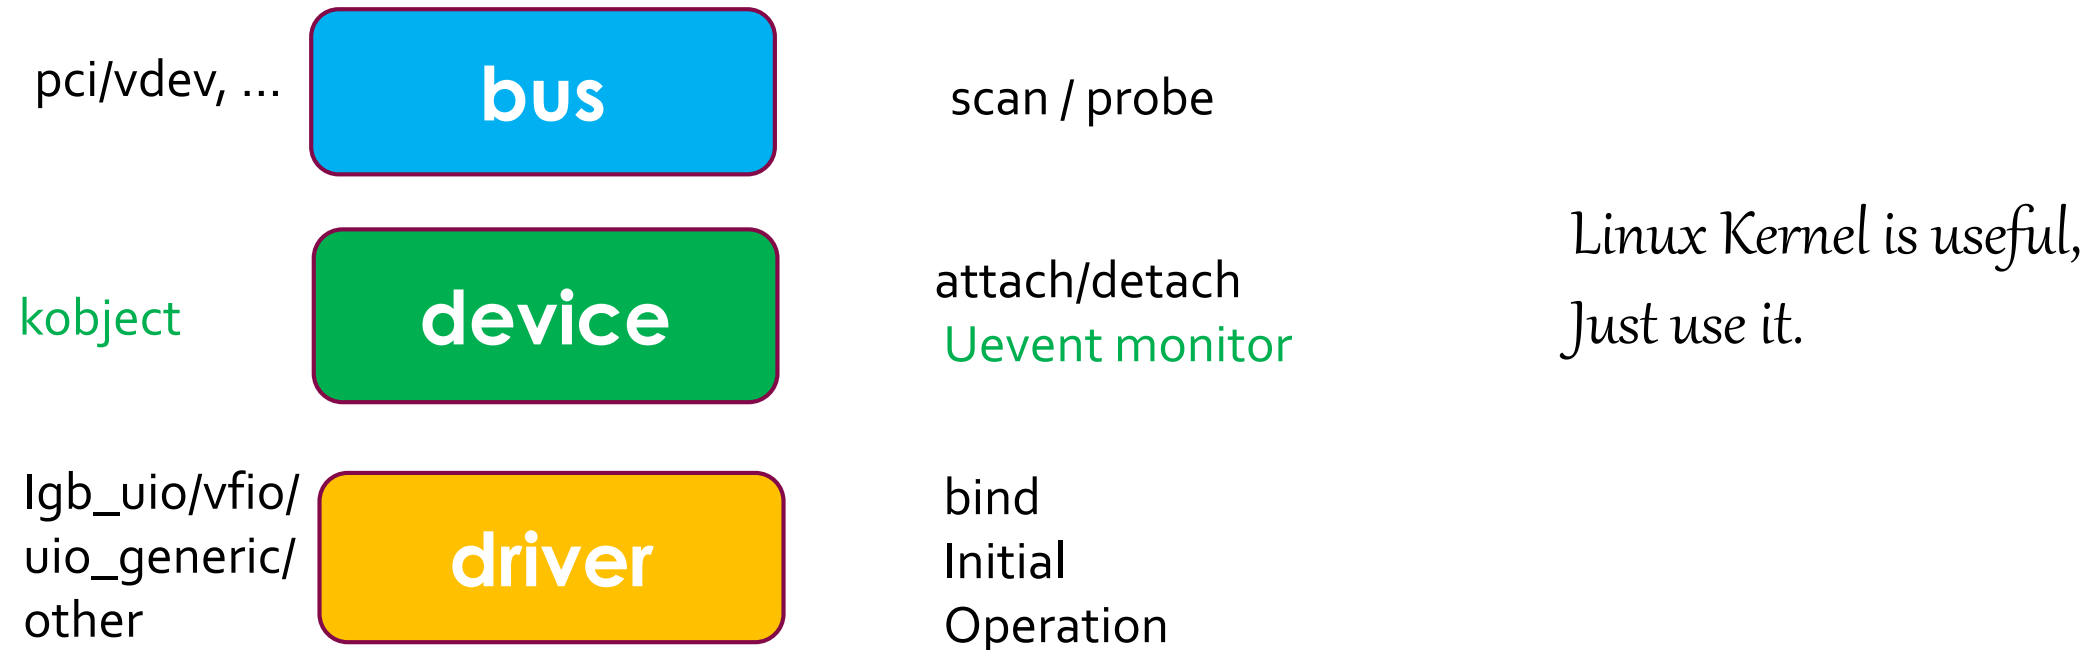 pci/vdev, ...
bus
scan / probe
kobject
device
attach/detach
Uevent monitor
Linux Kernel is useful,
Just use it.
Igb_uio/vfio/
uio_generic/
other
driver
bind
Initial
Operation